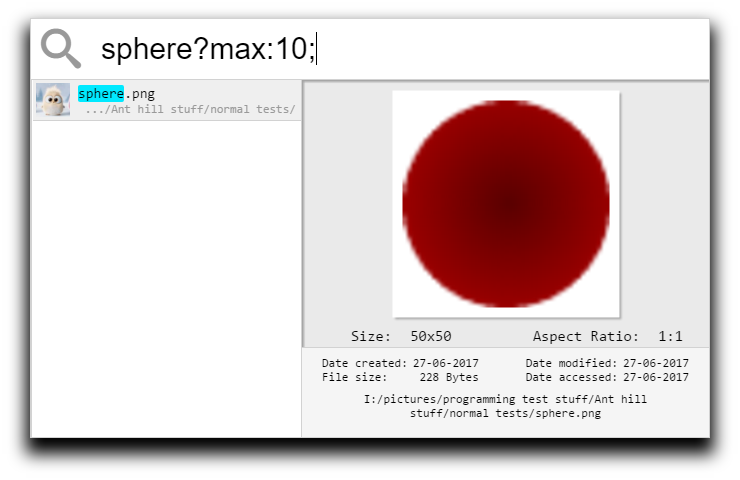 sphere?max:10;
sphere.png
.../Ant hill stuff/normal tests/
Size: 50x50 Aspect Ratio: 1:1
Date created: 27-06-2017 Date modified: 27-06-2017
File size: 228 Bytes Date accessed: 27-06-2017
I:/pictures/programming test stuff/Ant hill
stuff/normal tests/sphere.png